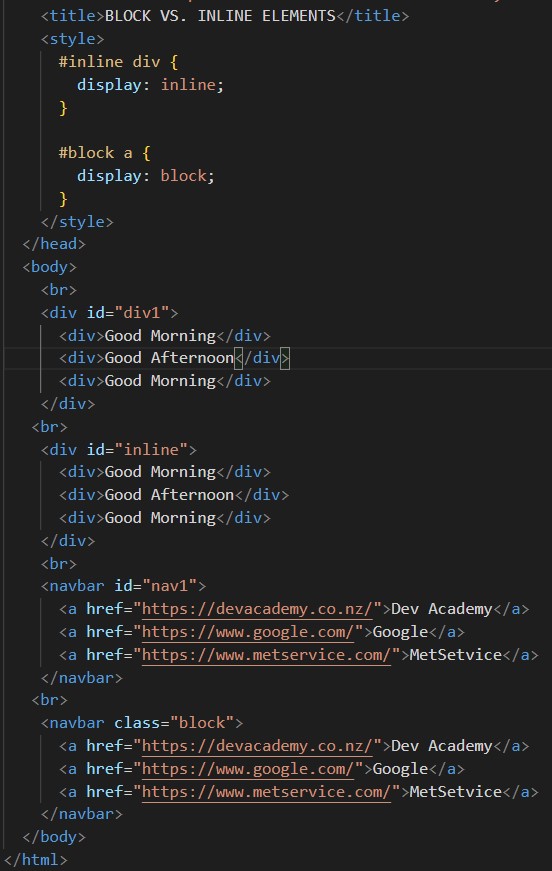 <title>BLOCK VS. INLINE ELEMENTS</title>
<style>
#inline div {
display: inline;
}
#block a {
display: block;
}
</style>
</head>
<body>
<br>
<div id="div1">
<div>Good Morning</div>
<div>Good Afternoon</div>
<div>Good Morning</div>
</div>
<br>
<div id="inline">
<div>Good Morning</div>
<div>Good Afternoon</div>
<div>Good Morning</div>
</div>
<br>
<navbar id="nav1">
<a href="https://devacademy.co.nz/">Dev Academy</a>
<a href="https://www.google.com/">Google</a>
<a href="https://www.metservice.com/">MetSetvice</a>
</navbar>
<br>
<navbar class="block">
<a href="https://devacademy.co.nz/">Dev Academy</a>
<a href="https://www.google.com/">Google</a>
<a href="https://www.metservice.com/">MetSetvice</a>
</navbar>
</body>
</html>